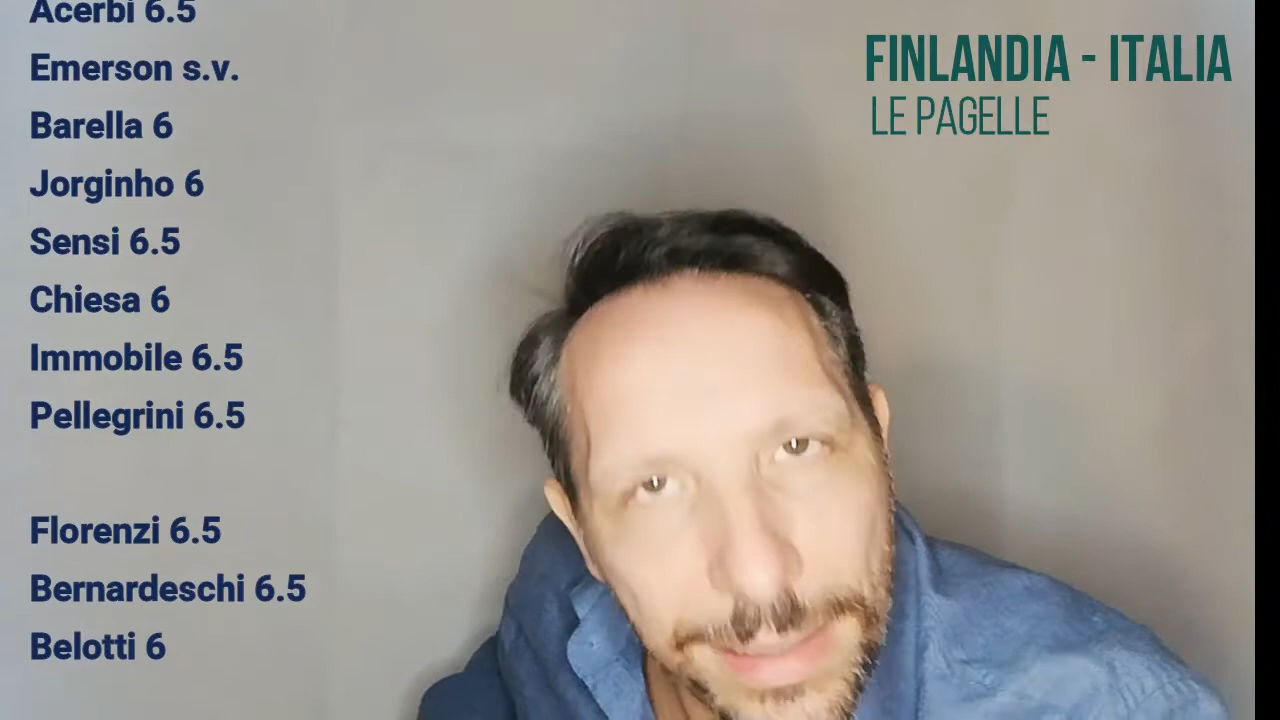 Acerbi 6.5
Emerson s.v.
Barella 6
Jorginho 6
Sensi 6.5
Chiesa 6
Immobile 6.5
Pellegrini 6.5
Florenzi 6.5
Bernardeschi 6.5
Belotti 6
FINLANDIA - ITALIA
LE PAGELLE